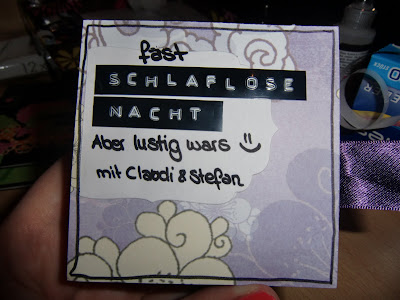 fast
SCHLAFLOSE
NACHT
Aber lustig wars
mit Claudi & Stefan